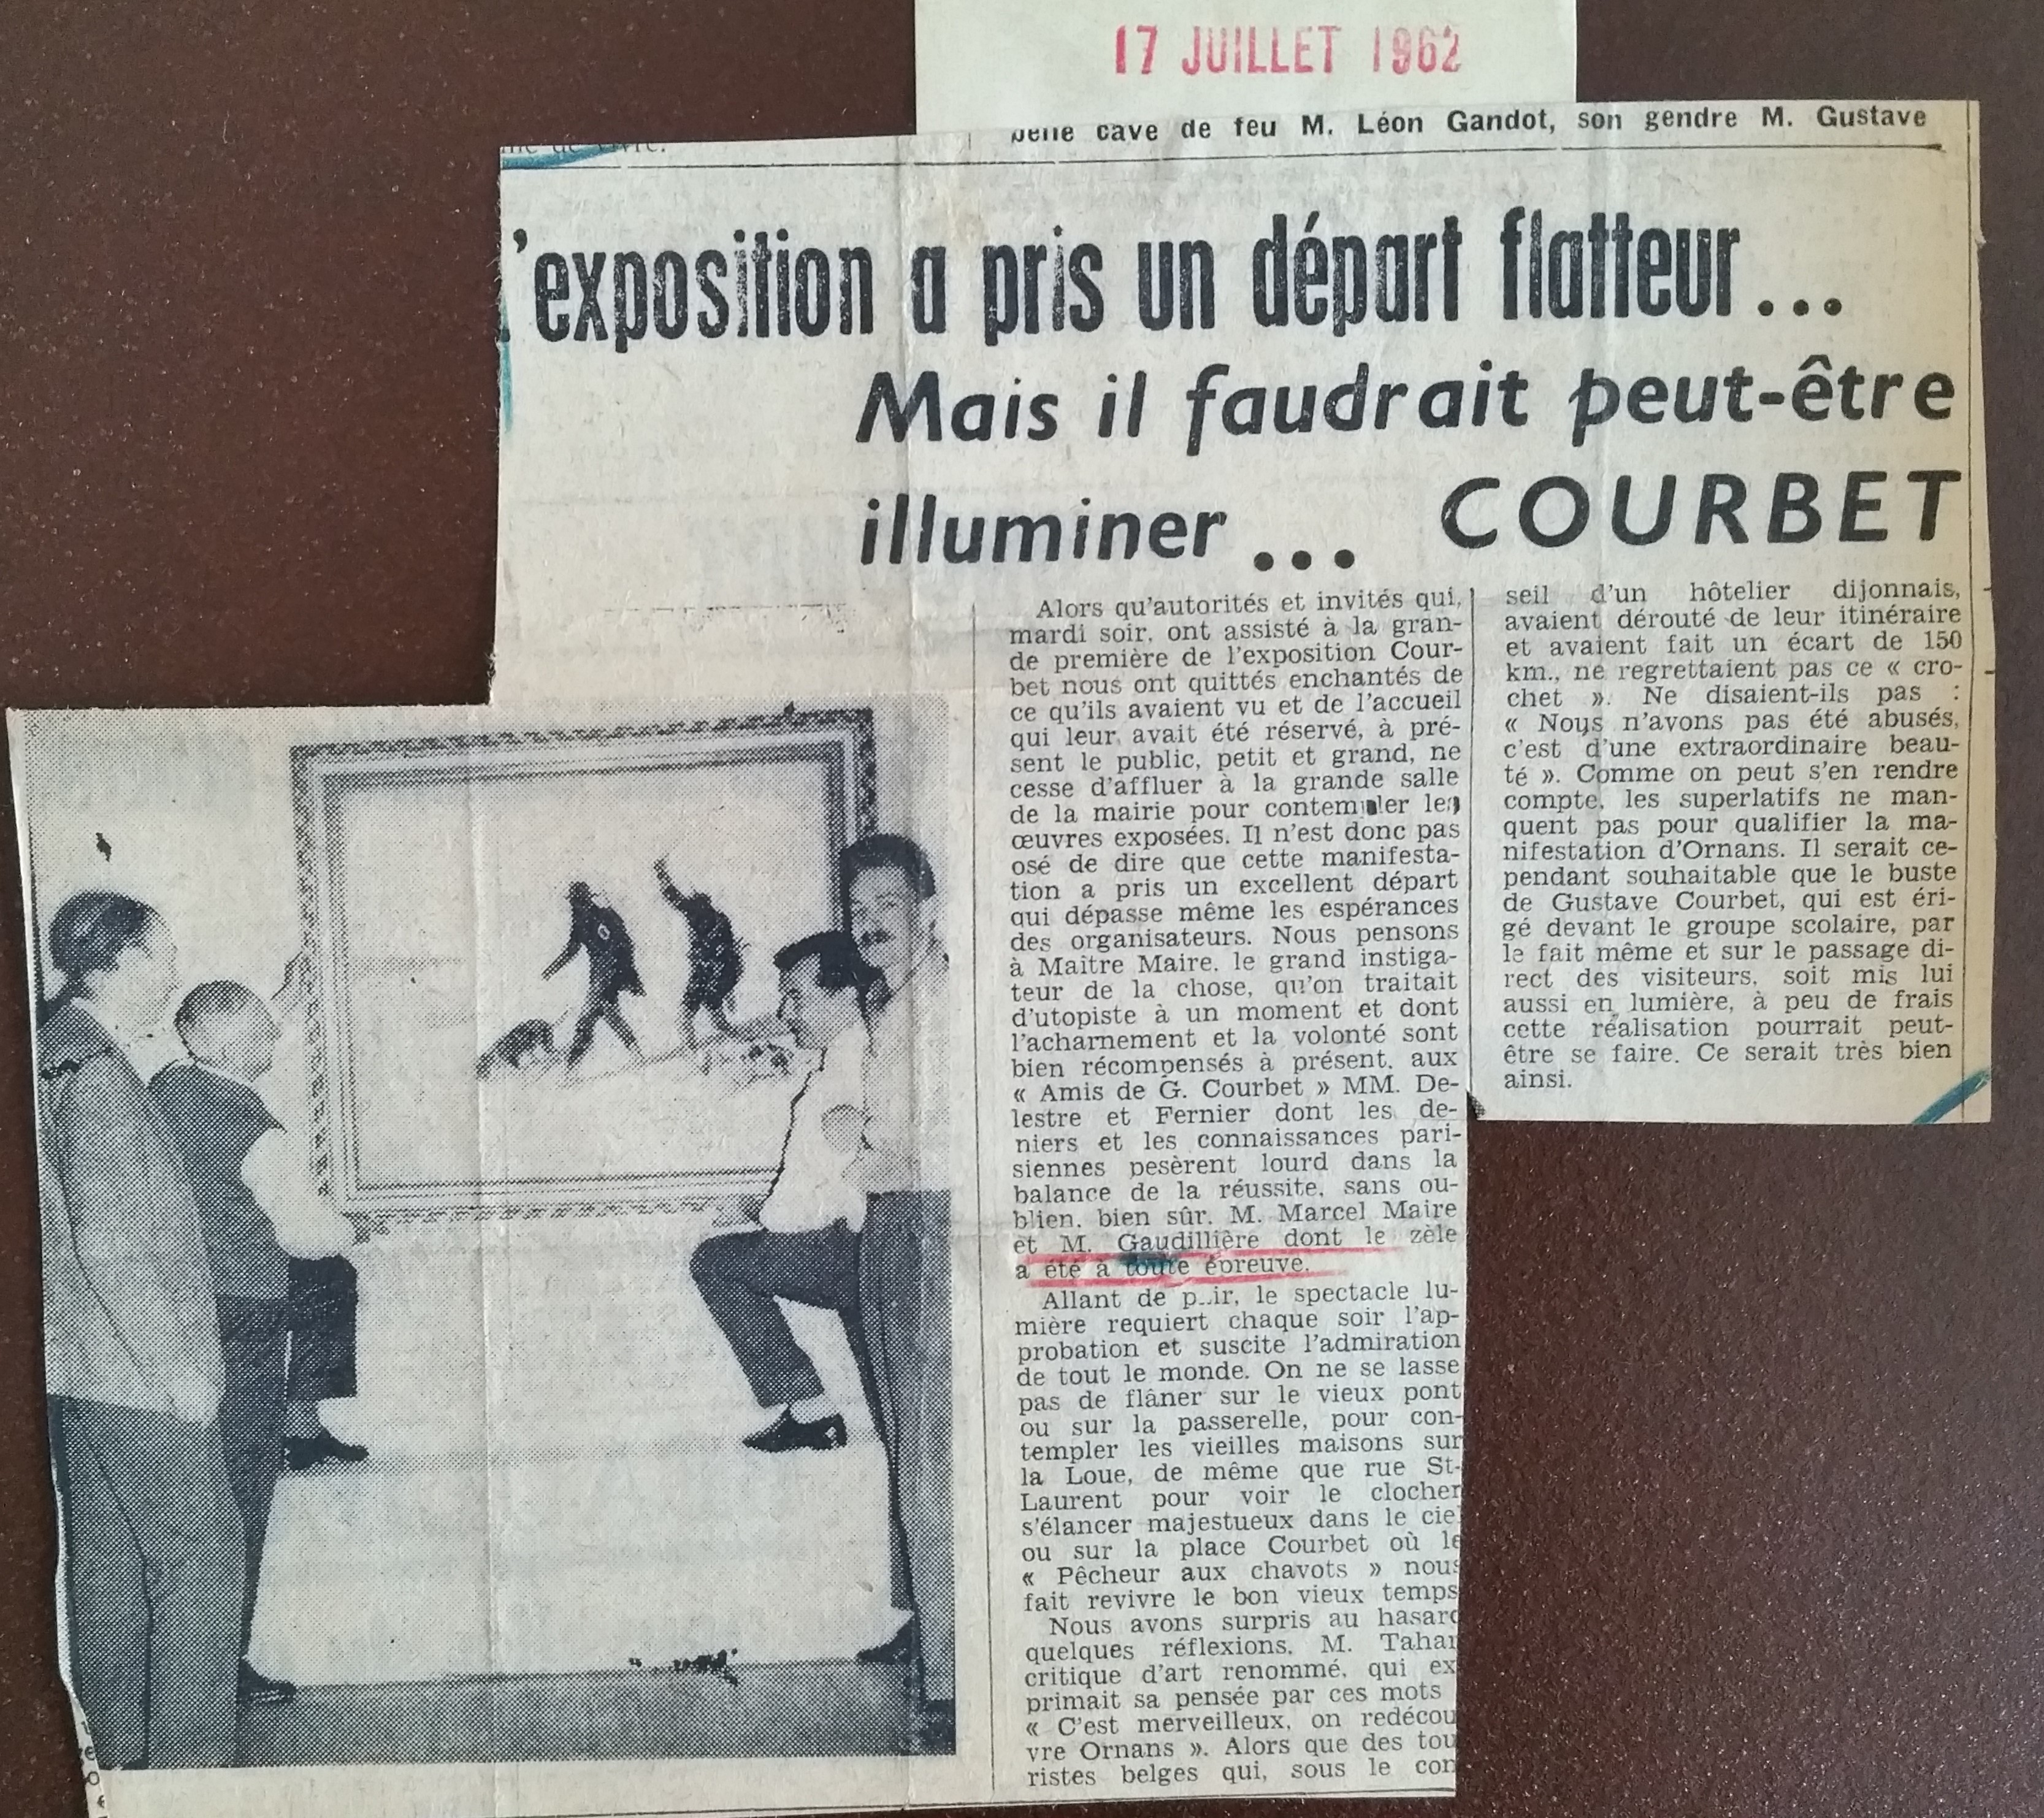 17 JUILLET 1962
belle cave de feu M. Léon Gandot, son gendre M. Gustave
'exposition a pris un départ flatteur...
Mais il faudrait peut-être
illuminer... COURBET
Alors qu'autorités et invités qui,
mardi soir, ont assisté à la gran-
de première de l'exposition Cour-
bet nous ont quittés enchantés de
ce qu'ils avaient vu et de l'accueil
qui leur avait été réservé, à pré-
sent le public, petit et grand, ne
cesse d'affluer à la grande salle
de la mairie pour contempler les
œuvres exposées. Il n'est donc pas
osé de dire que cette manifesta-
tion a pris un excellent départ
qui dépasse même les espérances
des organisateurs. Nous pensons
à Maître Maire, le grand instiga-
teur de la chose, qu'on traitait
d'utopiste à un moment et dont
l'acharnement et la volonté sont
bien récompensés à présent, aux
« Amis de G. Courbet » MM. De-
lestre et Fernier dont les de-
niers et les connaissances pari-
siennes pesèrent lourd dans la
balance de la réussite, sans ou-
blien, bien sûr, M. Marcel Maire
et M. Gaudillière dont le zèle
a été à toute épreuve.
Allant de p..ir, le spectacle lu-
mière requiert chaque soir l'ap-
probation et suscite l'admiration
de tout le monde. On ne se lasse
pas de flâner sur le vieux pont
ou sur la passerelle, pour con-
templer les vieilles maisons sur
la Loue, de même que rue St-
Laurent pour voir le clocher
s'élancer majestueux dans le ciel
ou sur la place Courbet où le
« Pêcheur aux chavots » nous
fait revivre le bon vieux temps
Nous avons surpris au hasard
quelques réflexions, M. Tahar
critique d'art renommé, qui ex
primait sa pensée par ces mots
« C'est merveilleux, on redécou
vre Ornans ». Alors que des tou
ristes belges qui, sous le con
seil d'un hôtelier dijonnais,
avaient dérouté de leur itinéraire
et avaient fait un écart de 150
km., ne regrettaient pas ce « cro-
chet ». Ne disaient-ils pas :
« Nous n'avons pas été abusés,
c'est d'une extraordinaire beau-
té ». Comme on peut s'en rendre
compte, les superlatifs ne man-
quent pas pour qualifier la ma-
nifestation d'Ornans. Il serait ce-
pendant souhaitable que le buste
de Gustave Courbet, qui est éri-
gé devant le groupe scolaire, par
le fait même et sur le passage di-
rect des visiteurs, soit mis lui
aussi en lumière, à peu de frais
cette réalisation pourrait peut-
être se faire. Ce serait très bien
ainsi.